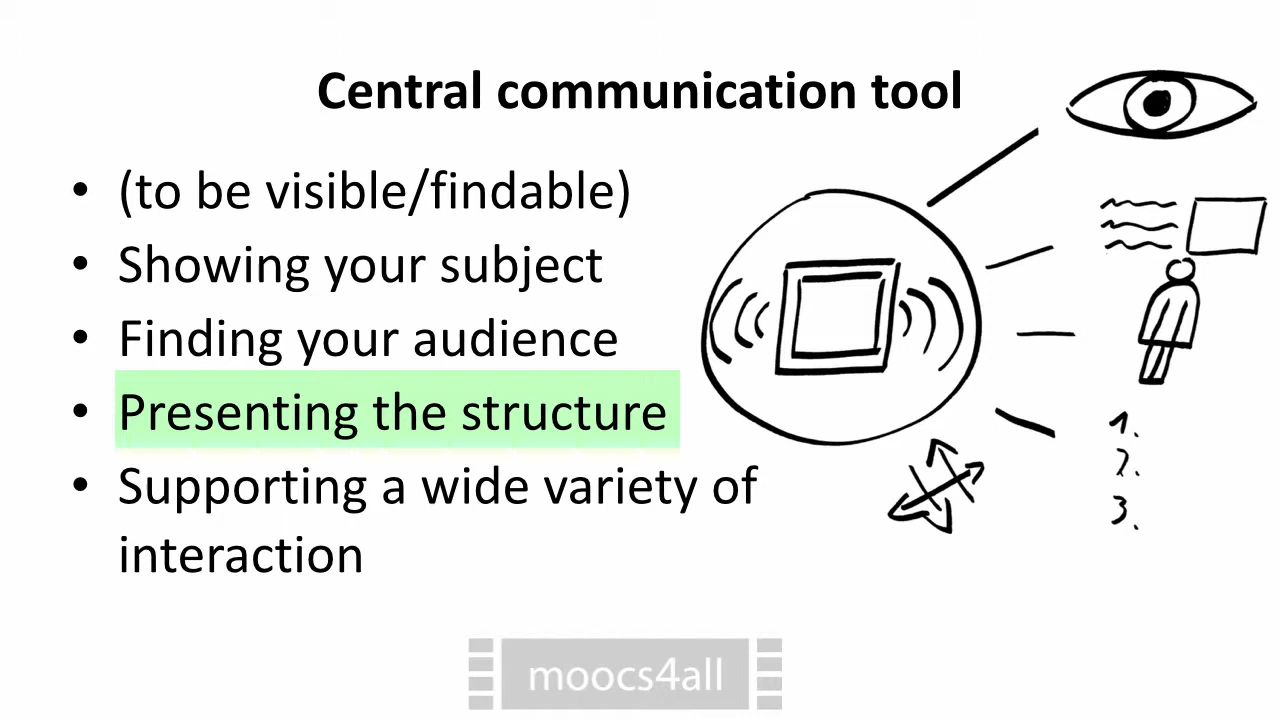 Central communication tool
• (to be visible/findable)
• Showing your subject
• Finding your audience
• Presenting the structure
• Supporting a wide variety of
interaction
1.
2.
3.
moocs4all